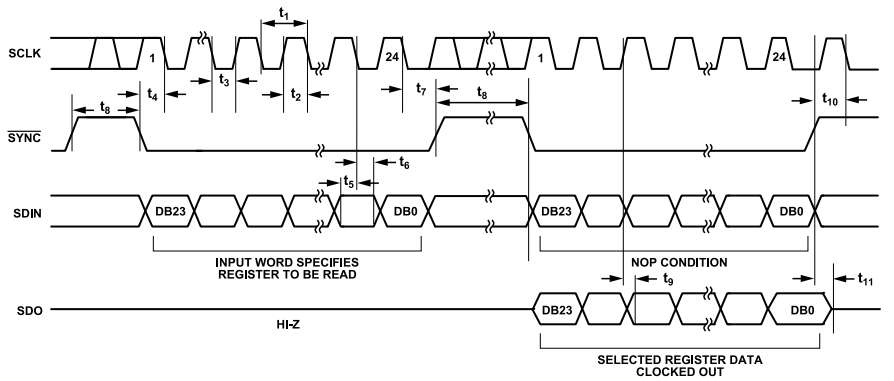 t1
SCLK
1
24
1
24
t3
t4
t2
t7
t8
t8
t10
SYNC
t6
t5
SDIN
DB23
DB0
DB23
DB0
INPUT WORD SPECIFIES
REGISTER TO BE READ
NOP CONDITION
t9
t11
SDO
HI-Z
DB23
DB0
SELECTED REGISTER DATA
CLOCKED OUT